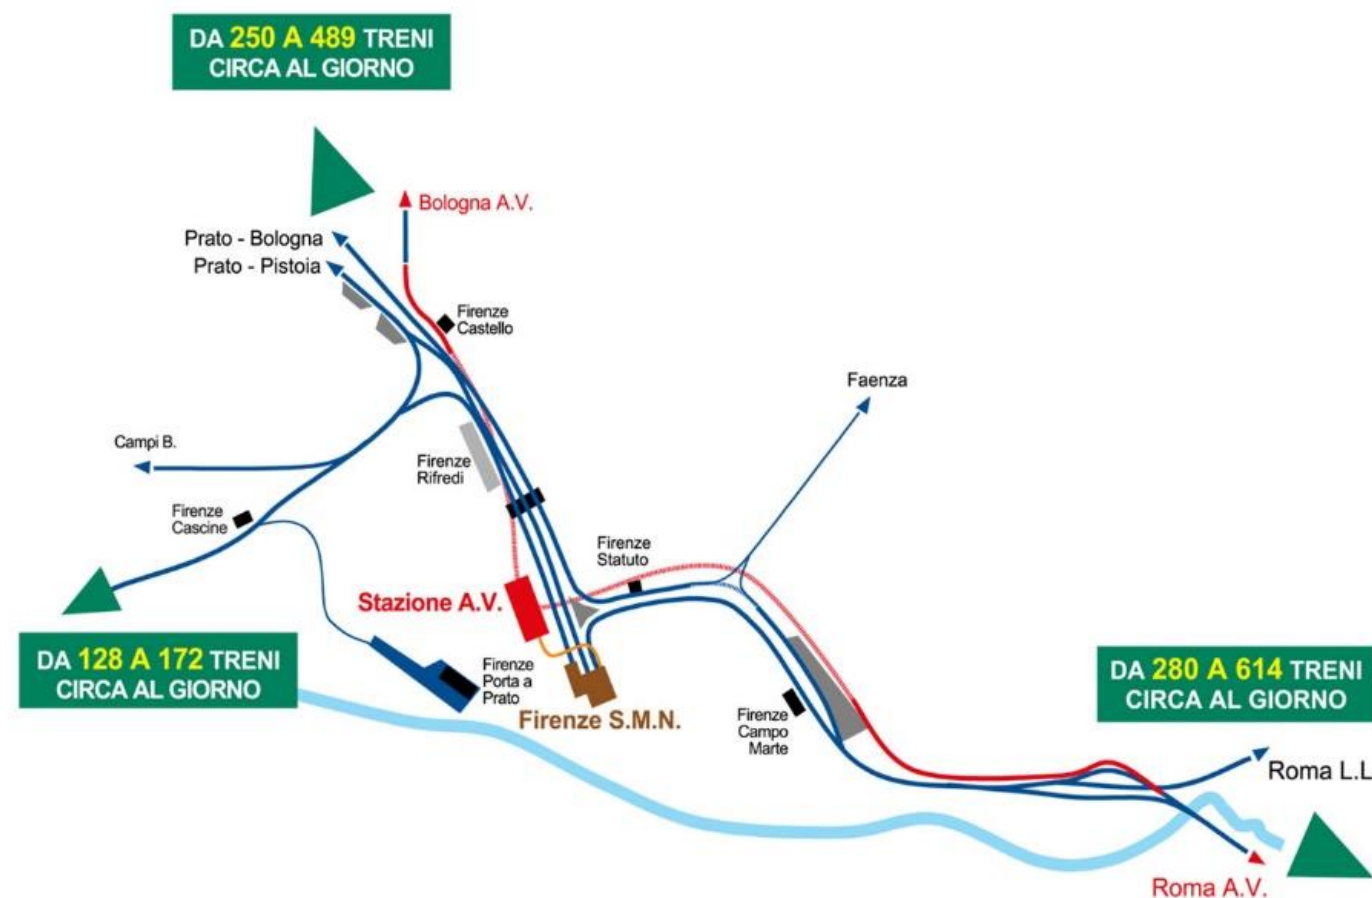 DA 250 A 489 TRENI
CIRCA AL GIORNO
Bologna A.V.
Prato - Bologna
Prato - Pistoia
Firenze
Castello
Faenza
Campi B.
Firenze
Rifredi
Firenze
Cascine
Firenze
Statuto
Stazione A.V.
DA 128 A 172 TRENI
CIRCA AL GIORNO
Firenze
Porta a
Prato
Firenze S.M.N.
Firenze
Campo
Marte
DA 280 A 614 TRENI
CIRCA AL GIORNO
Roma L.L
Roma A.V.